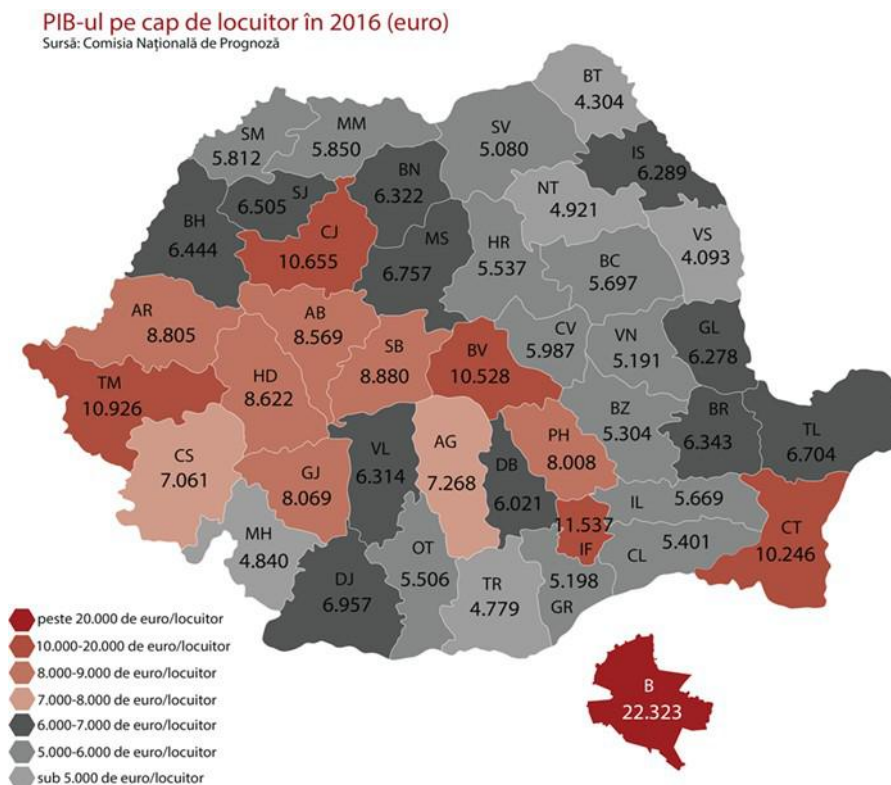 PIB-ul pe cap de locuitor în 2016 (euro)
Sursă: Comisia Națională de Prognoză
BT
4.304
SM
5.812
MM
5.850
SV
5.080
IS
6.289
BN
6.322
SJ
6.505
NT
4.921
BH
6.444
CJ
10.655
MS
6.757
HR
5.537
BC
5.697
VS
4.093
AR
8.805
AB
8.569
SB
8.880
BV
10.528
CV
5.987
VN
5.191
GL
6.278
TM
10.926
HD
8.622
BZ
5.304
BR
6.343
TL
6.704
CS
7.061
GJ
8.069
VL
6.314
AG
7.268
DB
6.021
PH
8.008
IL
5.669
MH
4.840
DJ
6.957
OT
5.506
TR
4.779
11.537
IF
5.198
GR
CL
5.401
CT
10.246
peste 20.000 de euro/locuitor
10.000-20.000 de euro/locuitor
8.000-9.000 de euro/locuitor
7.000-8.000 de euro/locuitor
6.000-7.000 de euro/locuitor
5.000-6.000 de euro/locuitor
sub 5.000 de euro/locuitor
B
22.323